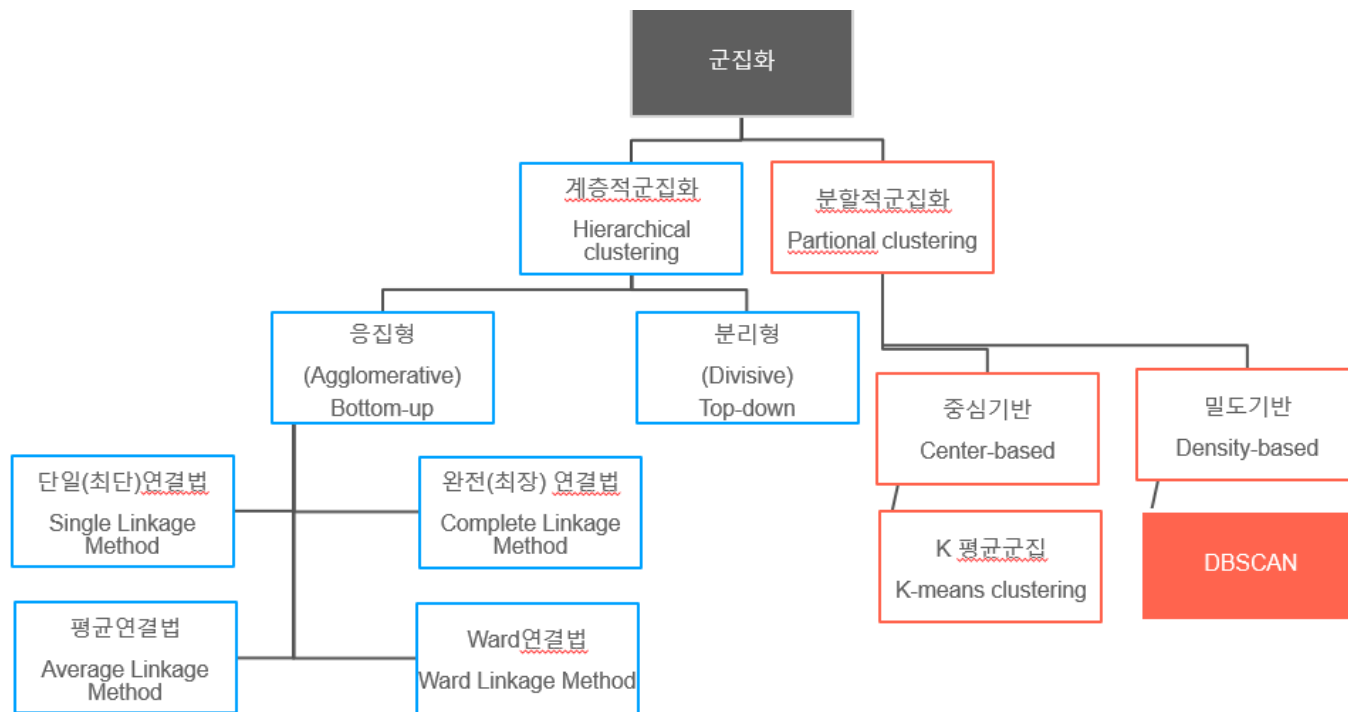 군집화
계층적군집화
Hierarchical
clustering
분할적군집화
Partional clustering
응집형
(Agglomerative)
Bottom-up
분리형
(Divisive)
Top-down
중심기반
Center-based
밀도기반
Density-based
단일(최단)연결법
Single Linkage
Method
완전(최장) 연결법
Complete Linkage
Method
K 평균군집
K-means clustering
DBSCAN
평균연결법
Average Linkage
Method
Ward연결법
Ward Linkage Method